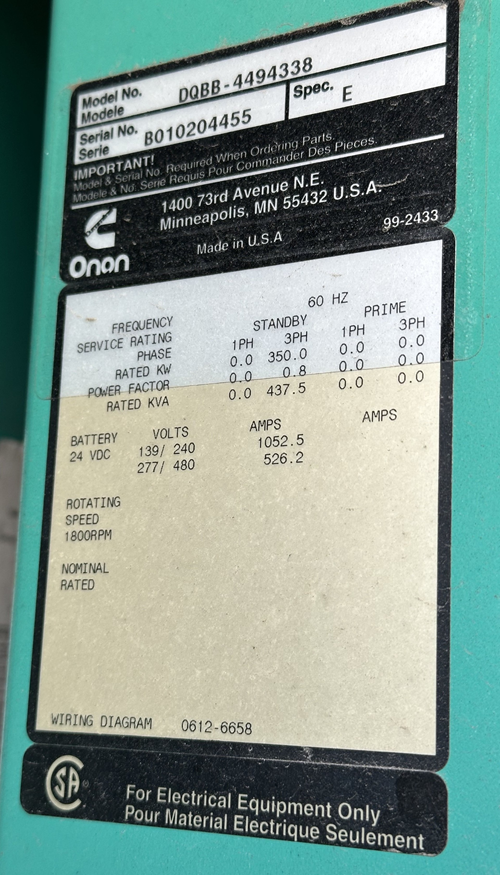 Model No. DQBB-4494338
Modele
Serial No. B010204455 Spec. E
Serie
IMPORTANT!
Model & Serial No. Required When Ordering Parts.
Modele & No. Serie Requis Pour Commander Des Pieces.
1400 73rd Avenue N.E.
Minneapolis, MN 55432 U.S.A.
Made in U.S.A
99-2433
Onan
FREQUENCY 60 HZ
SERVICE RATING STANDBY PRIME
PHASE 1PH 3PH 1PH 3PH
RATED KW 0.0 350.0 0.0 0.0
POWER FACTOR 0.0 0.8 0.0 0.0
RATED KVA 0.0 437.5 0.0 0.0
BATTERY VOLTS AMPS AMPS
24 VDC 139/ 240 1052.5
277/ 480 526.2
ROTATING
SPEED
1800RPM
NOMINAL
RATED
WIRING DIAGRAM 0612-6658
SA ®
For Electrical Equipment Only
Pour Material Electrique Seulement